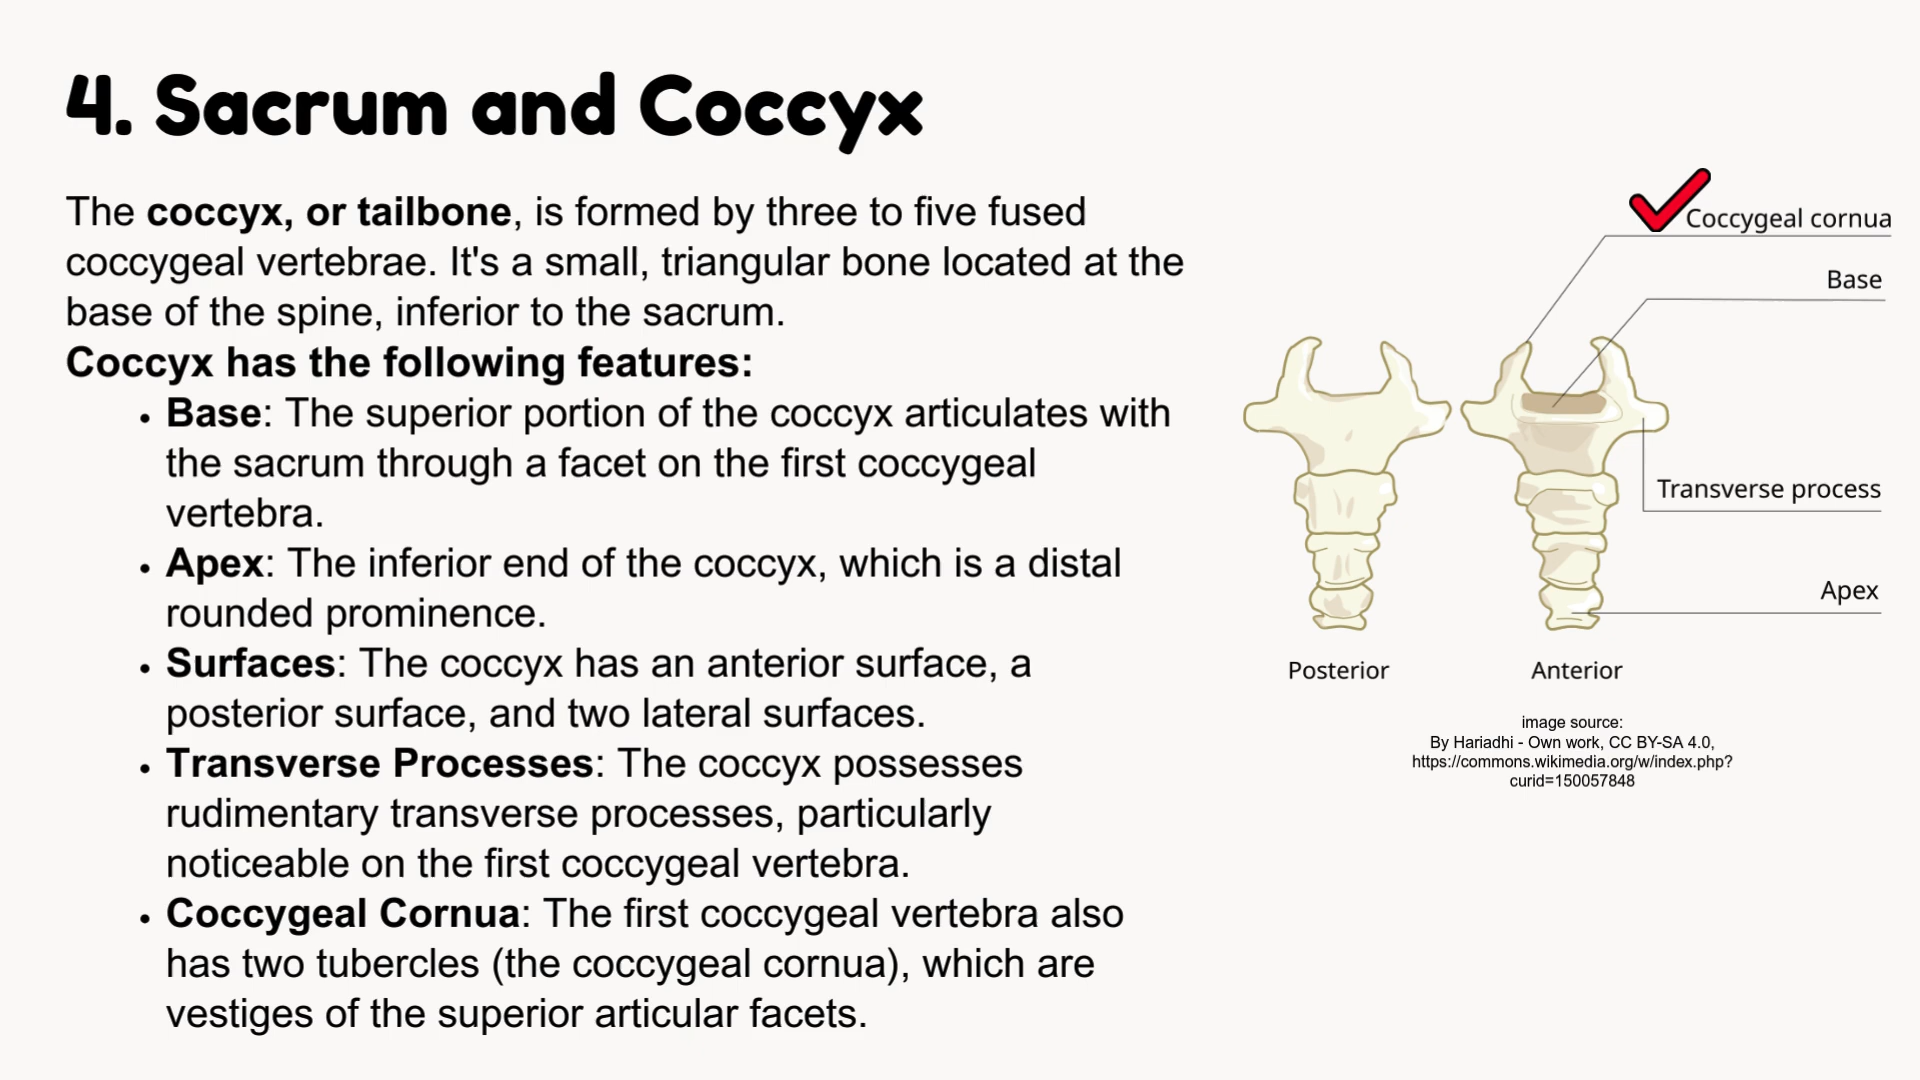 4. Sacrum and Coccyx
The coccyx, or tailbone, is formed by three to five fused
coccygeal vertebrae. It's a small, triangular bone located at the
base of the spine, inferior to the sacrum.
Coccyx has the following features:
• Base: The superior portion of the coccyx articulates with
the sacrum through a facet on the first coccygeal
vertebra.
• Apex: The inferior end of the coccyx, which is a distal
rounded prominence.
• Surfaces: The coccyx has an anterior surface, a
posterior surface, and two lateral surfaces.
• Transverse Processes: The coccyx possesses
rudimentary transverse processes, particularly
noticeable on the first coccygeal vertebra.
• Coccygeal Cornua: The first coccygeal vertebra also
has two tubercles (the coccygeal cornua), which are
vestiges of the superior articular facets.
Coccygeal cornua
Base
Transverse process
Apex
Posterior
Anterior
image source:
By Hariadhi - Own work, CC BY-SA 4.0,
https://commons.wikimedia.org/w/index.php?
curid=150057848